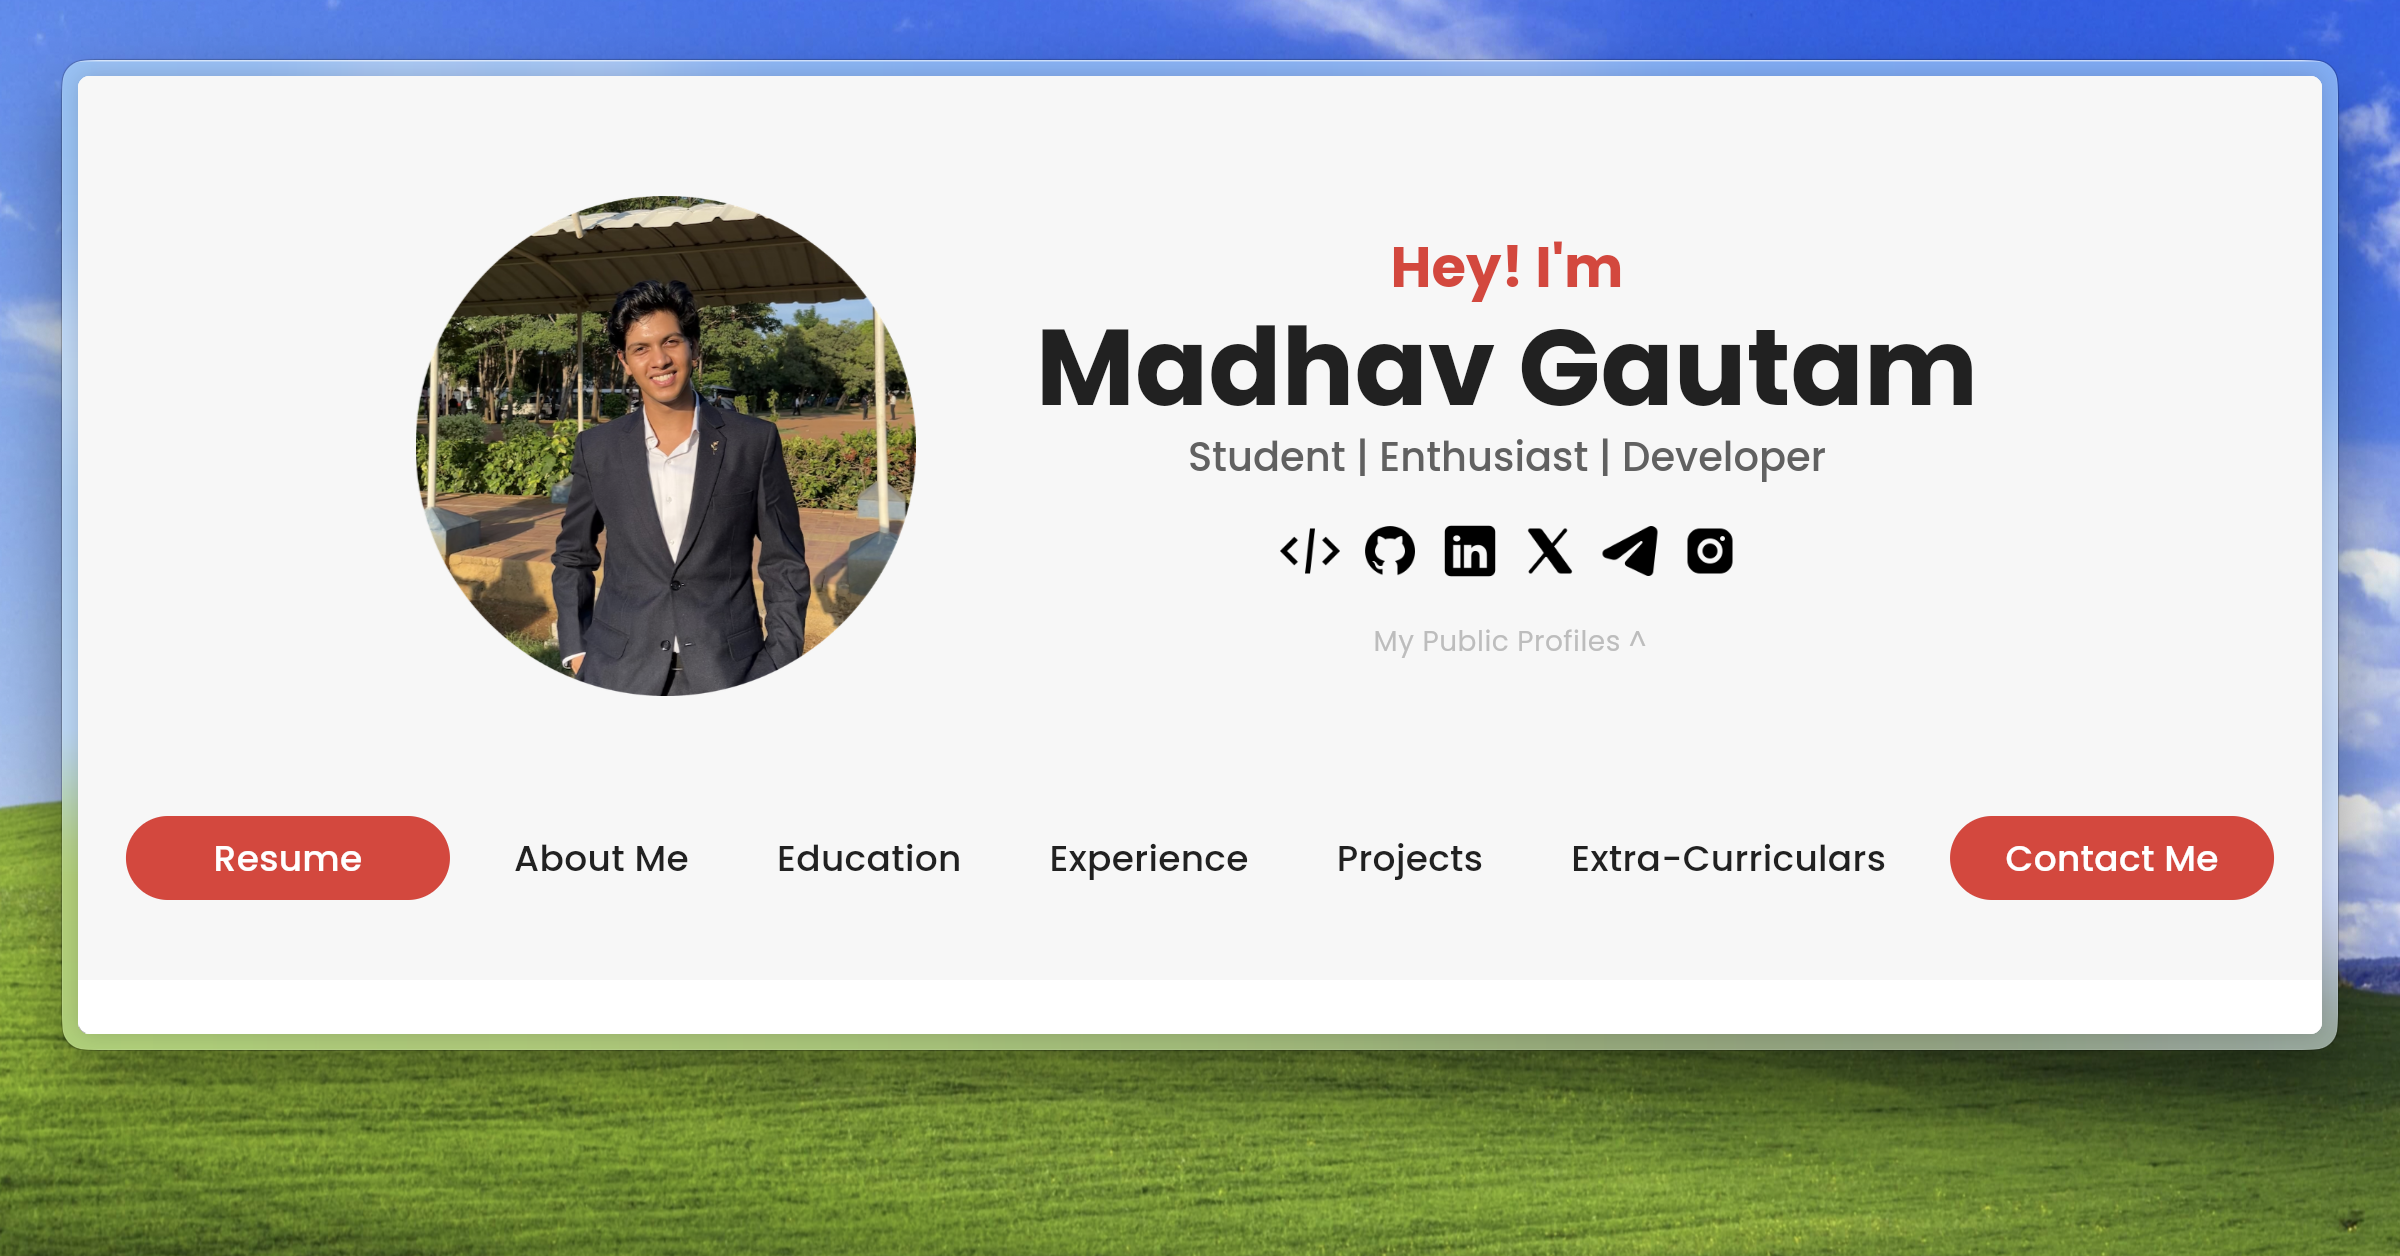 Hey! I'm
Madhav Gautam
Student | Enthusiast | Developer
</>
in
X
My Public Profiles ^
Resume
About Me
Education
Experience
Projects
Extra-Curriculars
Contact Me